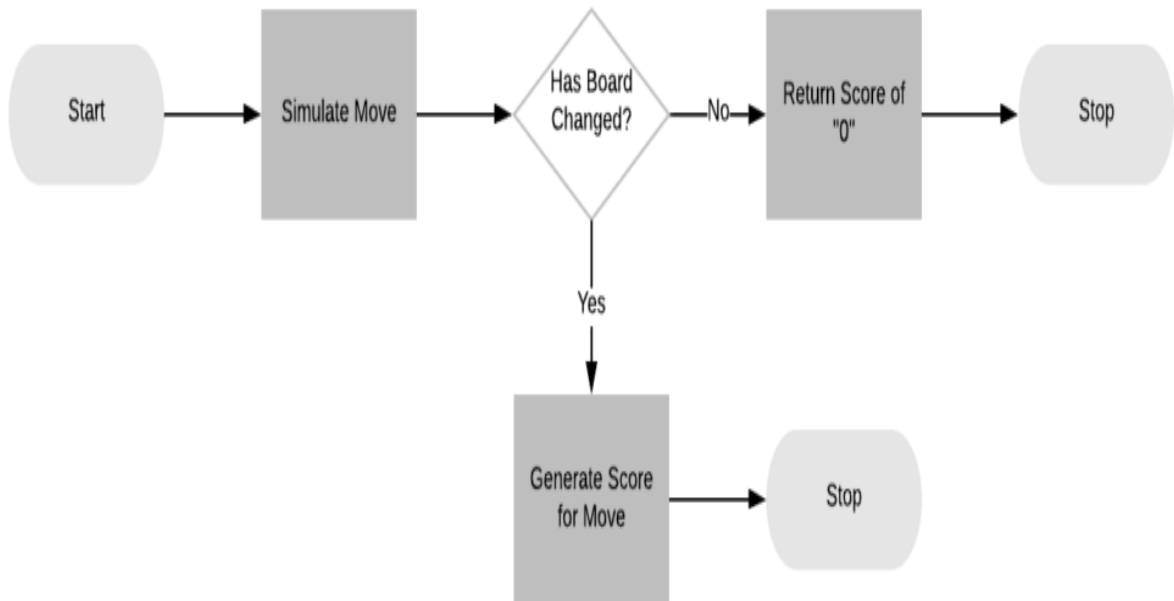 Start
Simulate Move
Has Board
Changed?
No
Return Score of
"0"
Stop
Yes
Generate Score
for Move
Stop